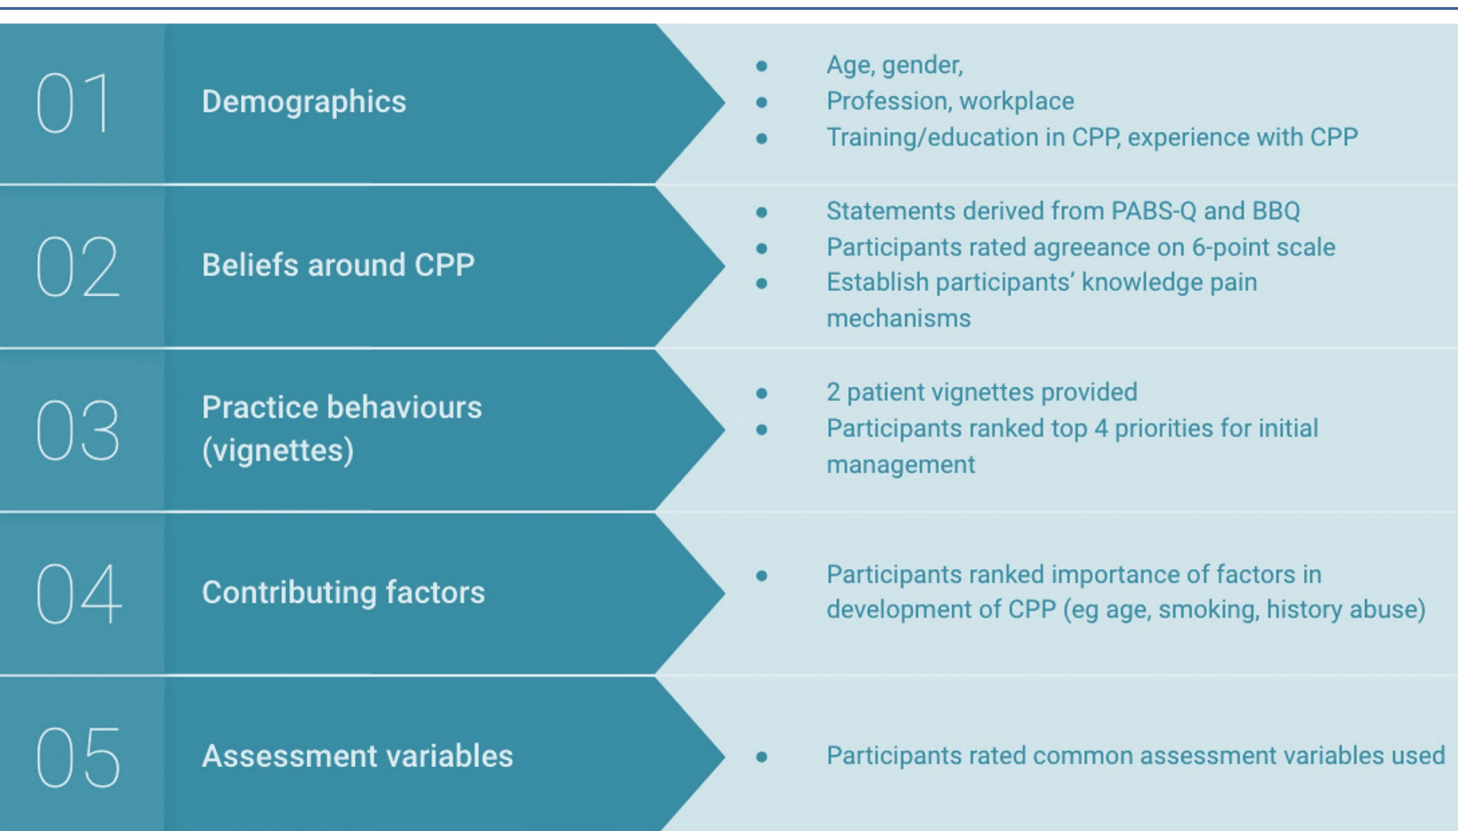 01
Demographics
Age, gender,
Profession, workplace
Training/education in CPP, experience with CPP
02
Beliefs around CPP
Statements derived from PABS-Q and BBQ
Participants rated agreeance on 6-point scale
Establish participants’ knowledge pain
mechanisms
03
Practice behaviours
(vignettes)
2 patient vignettes provided
Participants ranked top 4 priorities for initial
management
04
Contributing factors
Participants ranked importance of factors in
development of CPP (eg age, smoking, history abuse)
05
Assessment variables
Participants rated common assessment variables used